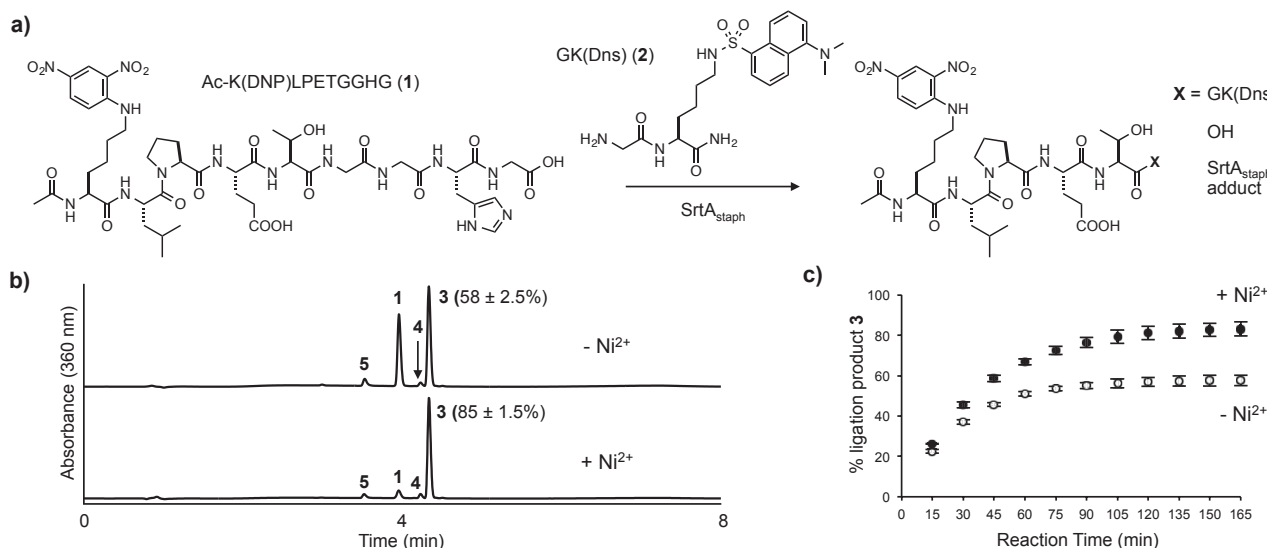 a)
Ac-K(DNP)LPETGGHG (1)
GK(Dns) (2)
SrtAstaph
X = GK(Dns
OH
SrtAstaph
adduct
O2N
NO2
NH
OH
O
N
H
COOH
HN
N
H2N
NH2
HN
S
O O
N
O2N
NO2
NH
OH
X
O
N
H
COOH
b)
Absorbance (360 nm)
5
1
4
3 (58 ± 2.5%)
- Ni2+
5
1
4
3 (85 ± 1.5%)
+ Ni2+
0
4
8
Time (min)
c)
% ligation product 3
100
80
60
40
20
0
+ Ni2+
- Ni2+
0 15 30 45 60 75 90 105 120 135 150 165
Reaction Time (min)